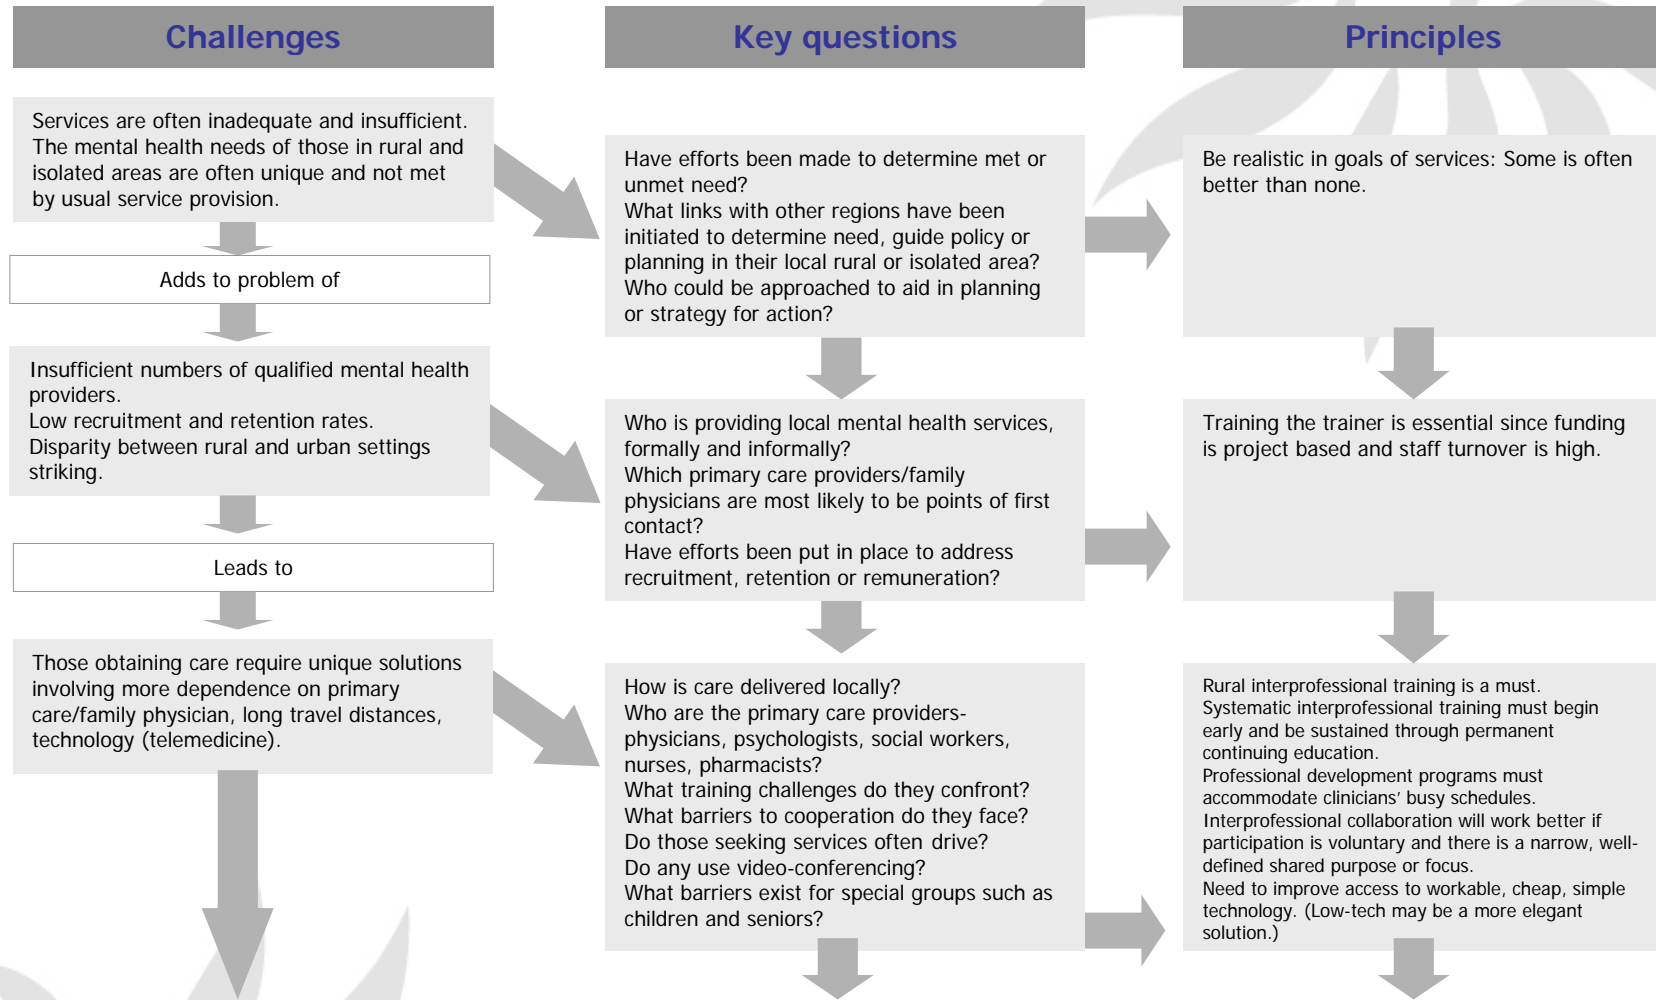 Challenges
Key questions
Principles
Services are often inadequate and insufficient.
The mental health needs of those in rural and
isolated areas are often unique and not met
by usual service provision.
Adds to problem of
Insufficient numbers of qualified mental health
providers.
Low recruitment and retention rates.
Disparity between rural and urban settings
striking.
Leads to
Those obtaining care require unique solutions
involving more dependence on primary
care/family physician, long travel distances,
technology (telemedicine).
Have efforts been made to determine met or
unmet need?
What links with other regions have been
initiated to determine need, guide policy or
planning in their local rural or isolated area?
Who could be approached to aid in planning
or strategy for action?
Who is providing local mental health services,
formally and informally?
Which primary care providers/family
physicians are most likely to be points of first
contact?
Have efforts been put in place to address
recruitment, retention or remuneration?
How is care delivered locally?
Who are the primary care providers-
physicians, psychologists, social workers,
nurses, pharmacists?
What training challenges do they confront?
What barriers to cooperation do they face?
Do those seeking services often drive?
Do any use video-conferencing?
What barriers exist for special groups such as
children and seniors?
Be realistic in goals of services: Some is often
better than none.
Training the trainer is essential since funding
is project based and staff turnover is high.
Rural interprofessional training is a must.
Systematic interprofessional training must begin
early and be sustained through permanent
continuing education.
Professional development programs must
accommodate clinicians' busy schedules.
Interprofessional collaboration will work better if
participation is voluntary and there is a narrow, well-
defined shared purpose or focus.
Need to improve access to workable, cheap, simple
technology. (Low-tech may be a more elegant
solution.)